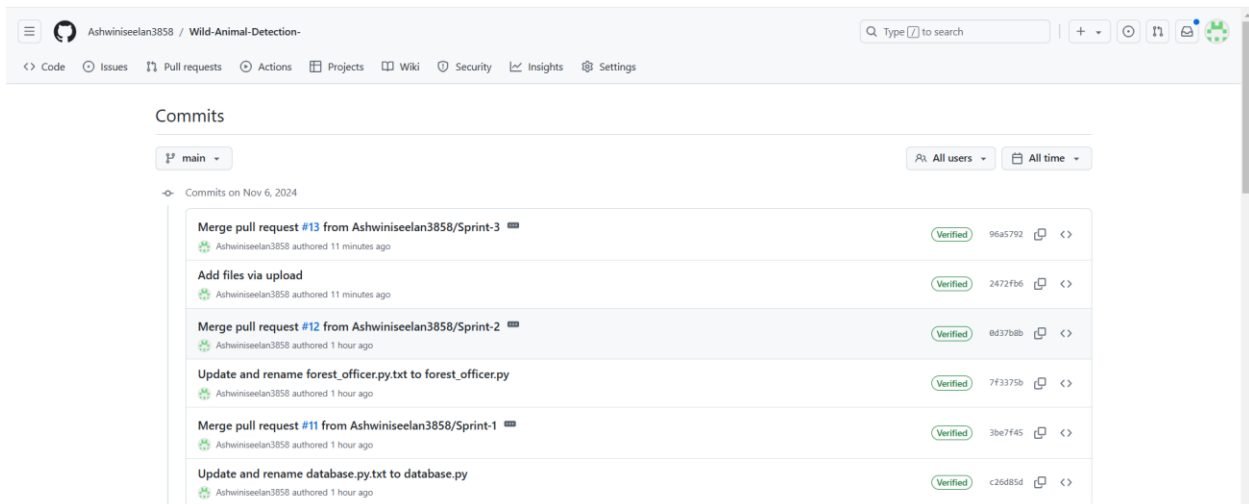 Ashwiniseelan3858 / Wild-Animal-Detection-
Type / to search
Code Issues Pull requests Actions Projects Wiki Security Insights Settings
Commits
main All users All time
Commits on Nov 6, 2024
Merge pull request #13 from Ashwiniseelan3858/Sprint-3
Ashwiniseelan3858 authored 11 minutes ago
Verified 96a5792
Add files via upload
Ashwiniseelan3858 authored 11 minutes ago
Verified 2472fb6
Merge pull request #12 from Ashwiniseelan3858/Sprint-2
Ashwiniseelan3858 authored 1 hour ago
Verified 0d37b8b
Update and rename forest_officer.py.txt to forest_officer.py
Ashwiniseelan3858 authored 1 hour ago
Verified 7f3375b
Merge pull request #11 from Ashwiniseelan3858/Sprint-1
Ashwiniseelan3858 authored 1 hour ago
Verified 3be7f45
Update and rename database.py.txt to database.py
Ashwiniseelan3858 authored 1 hour ago
Verified c26d85d